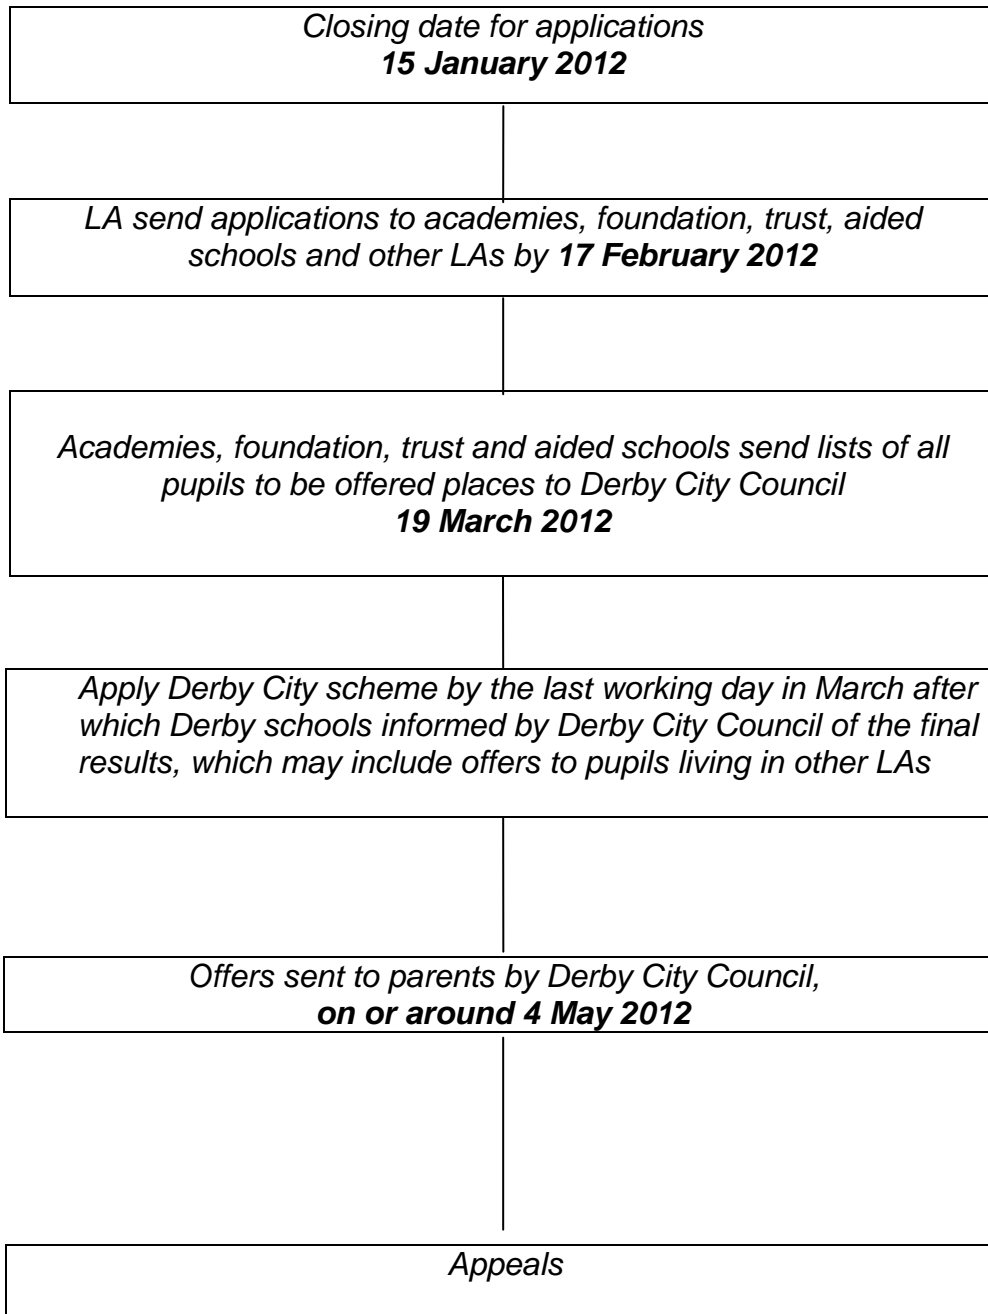 Closing date for applications
15 January 2012
LA send applications to academies, foundation, trust, aided
schools and other LAs by 17 February 2012
Academies, foundation, trust and aided schools send lists of all
pupils to be offered places to Derby City Council
19 March 2012
Apply Derby City scheme by the last working day in March after
which Derby schools informed by Derby City Council of the final
results, which may include offers to pupils living in other LAs
Offers sent to parents by Derby City Council,
on or around 4 May 2012
Appeals